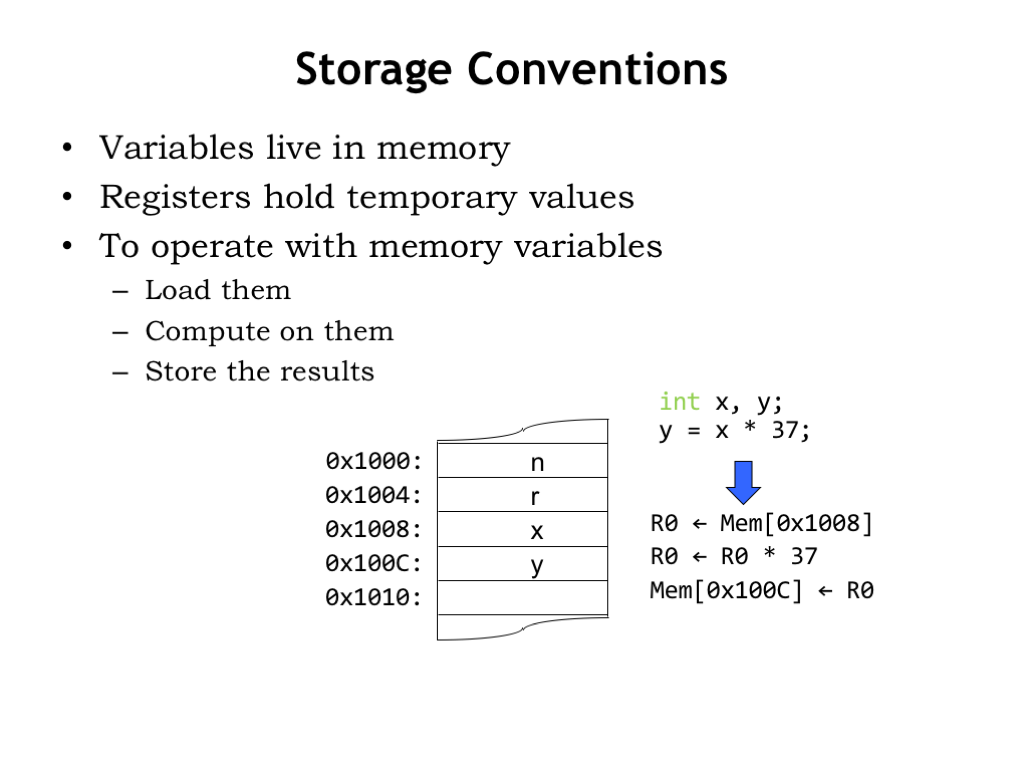 Storage Conventions
• Variables live in memory
• Registers hold temporary values
• To operate with memory variables
– Load them
– Compute on them
– Store the results
int x, y;
y = x * 37;
0x1000: n
0x1004: r
0x1008: x
0x100C: y
0x1010:
R0 ← Mem[0x1008]
R0 ← R0 * 37
Mem[0x100C] ← R0